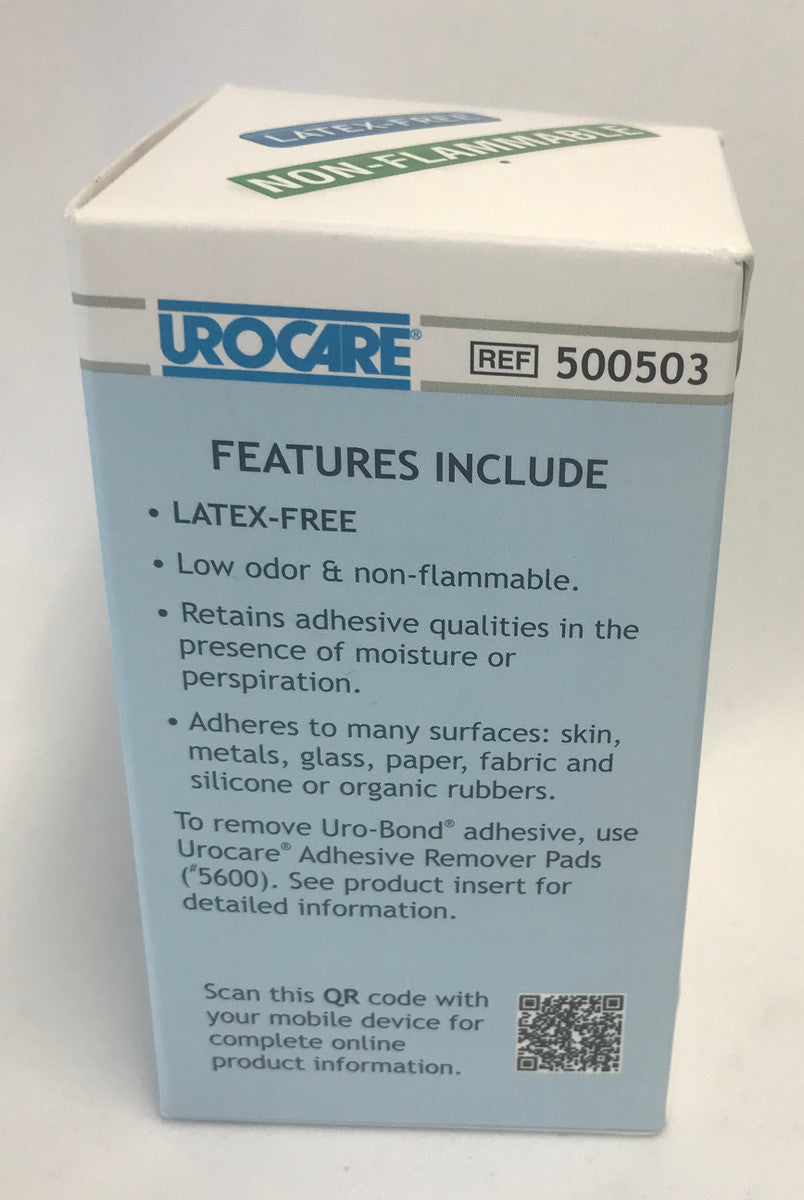 LATEX-FREE
NON-FLAMMABLE
UROCARE®
REF 500503
FEATURES INCLUDE
• LATEX-FREE
• Low odor & non-flammable.
• Retains adhesive qualities in the
presence of moisture or
perspiration.
• Adheres to many surfaces: skin,
metals, glass, paper, fabric and
silicone or organic rubbers.
To remove Uro-Bond® adhesive, use
Urocare® Adhesive Remover Pads
(#5600). See product insert for
detailed information.
Scan this QR code with
your mobile device for
complete online
product information.